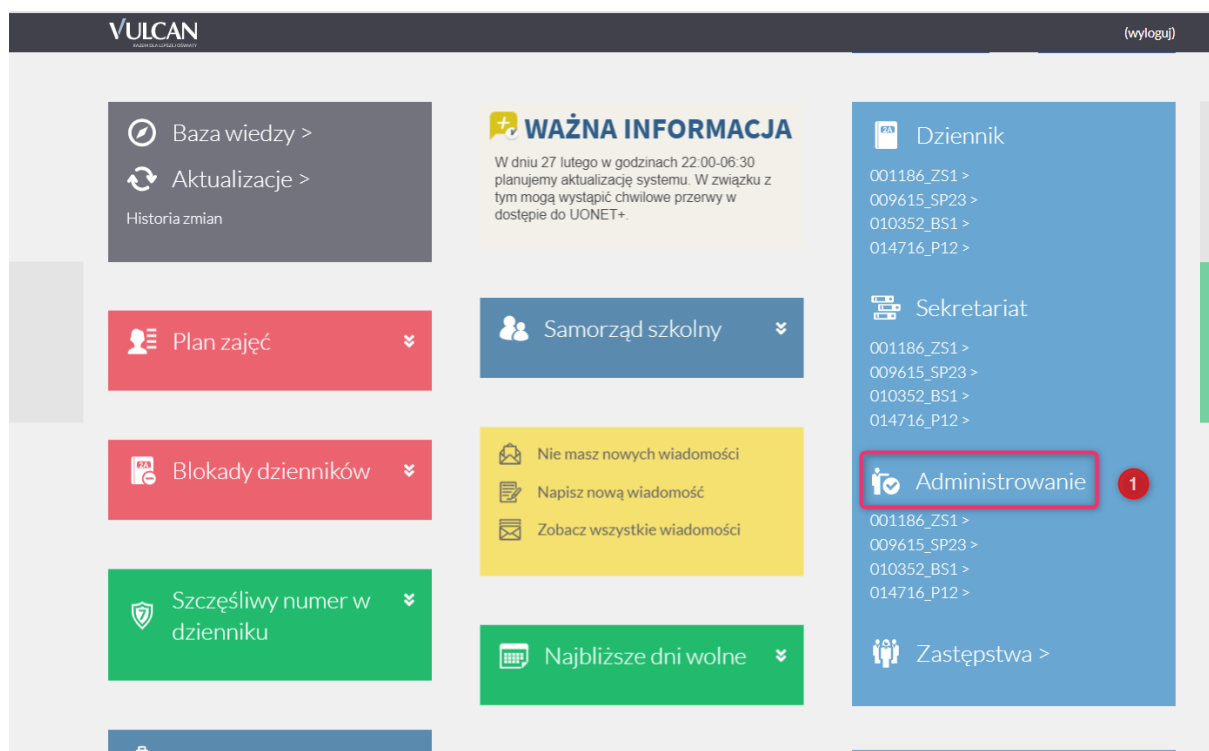 VULCAN
(wyloguj)
Baza wiedzy >
Aktualizacje >
Historia zmian
Plan zajęć
Blokady dzienników
Szczęśliwy numer w
dzienniku
WAŻNA INFORMACJA
W dniu 27 lutego w godzinach 22:00-06:30
planujemy aktualizację systemu. W związku z
tym mogą wystąpić chwilowe przerwy w
dostępie do UONET+.
Samorząd szkolny
Nie masz nowych wiadomości
Napisz nową wiadomość
Zobacz wszystkie wiadomości
Najbliższe dni wolne
Dziennik
001186_ZS1 >
009615_SP23 >
010352_BS1 >
014716_P12 >
Sekretariat
001186_ZS1 >
009615_SP23 >
010352_BS1 >
014716_P12 >
Administrowanie
1
001186_ZS1 >
009615_SP23 >
010352_BS1 >
014716_P12 >
Zastępstwa >